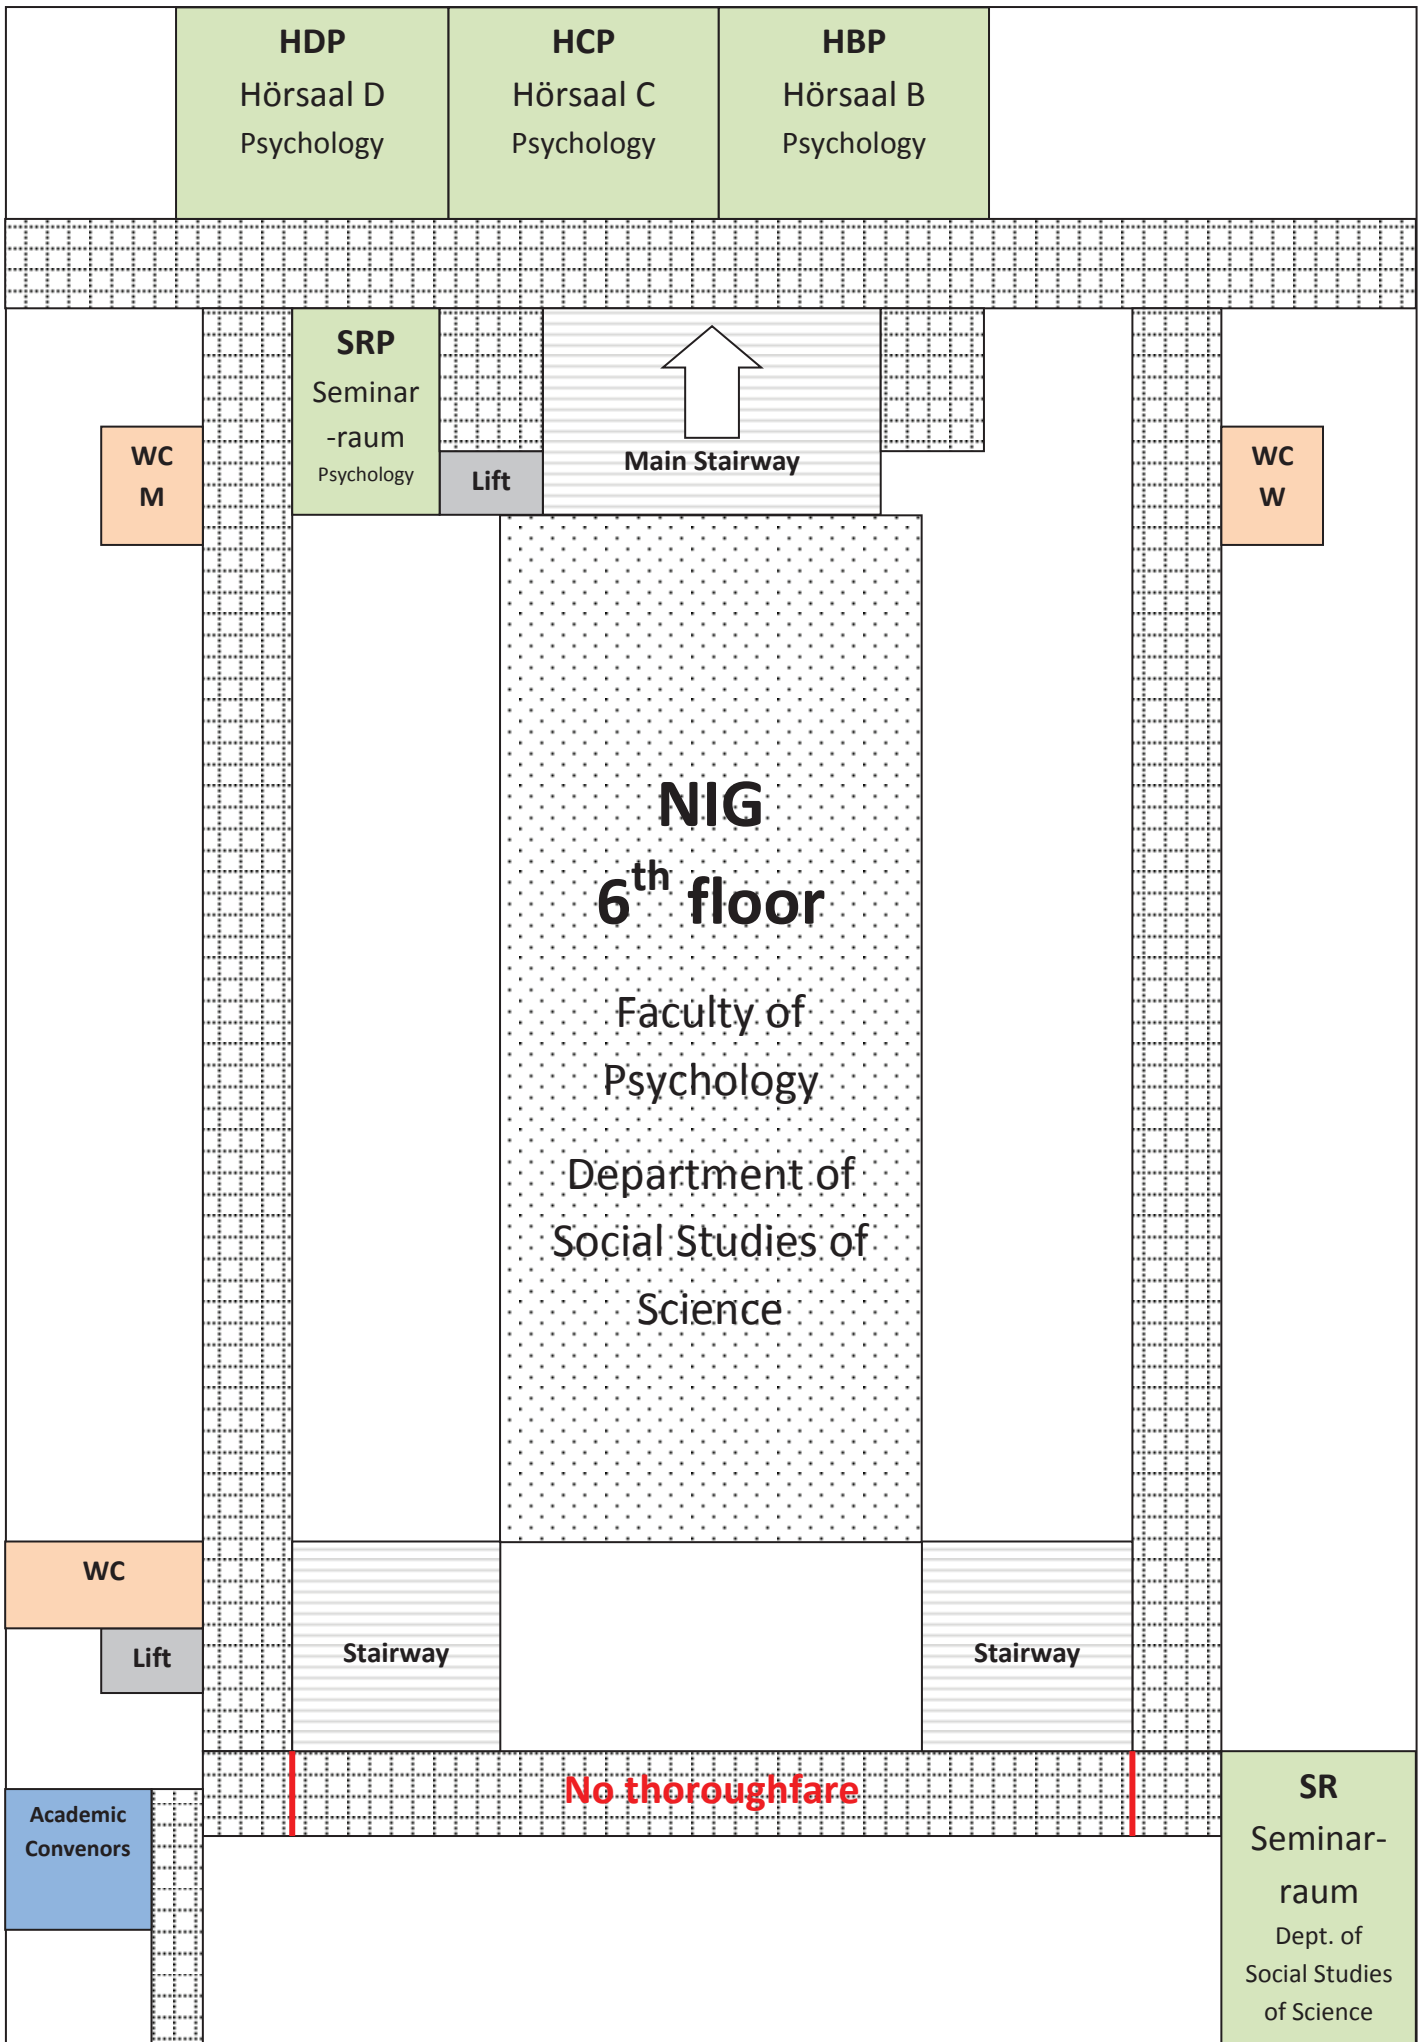 HDP
Hörsaal D
Psychology
HCP
Hörsaal C
Psychology
HBP
Hörsaal B
Psychology
SRP
Seminar
-raum
Psychology
Lift
Main Stairway
WC
M
WC
W
NIG
6th floor
Faculty of
Psychology
Department of
Social Studies of
Science
WC
Lift
Stairway
Stairway
No thoroughfare
Academic
Convenors
SR
Seminar-
raum
Dept. of
Social Studies
of Science